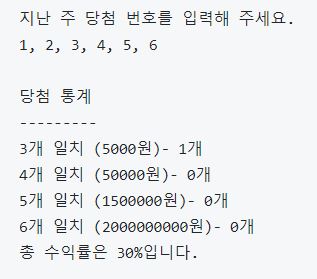 지난 주 당첨 번호를 입력해 주세요.
1, 2, 3, 4, 5, 6
당첨 통계
---------
3개 일치 (5000원)- 1개
4개 일치 (50000원)- 0개
5개 일치 (1500000원)- 0개
6개 일치 (2000000000원)- 0개
총 수익률은 30%입니다.